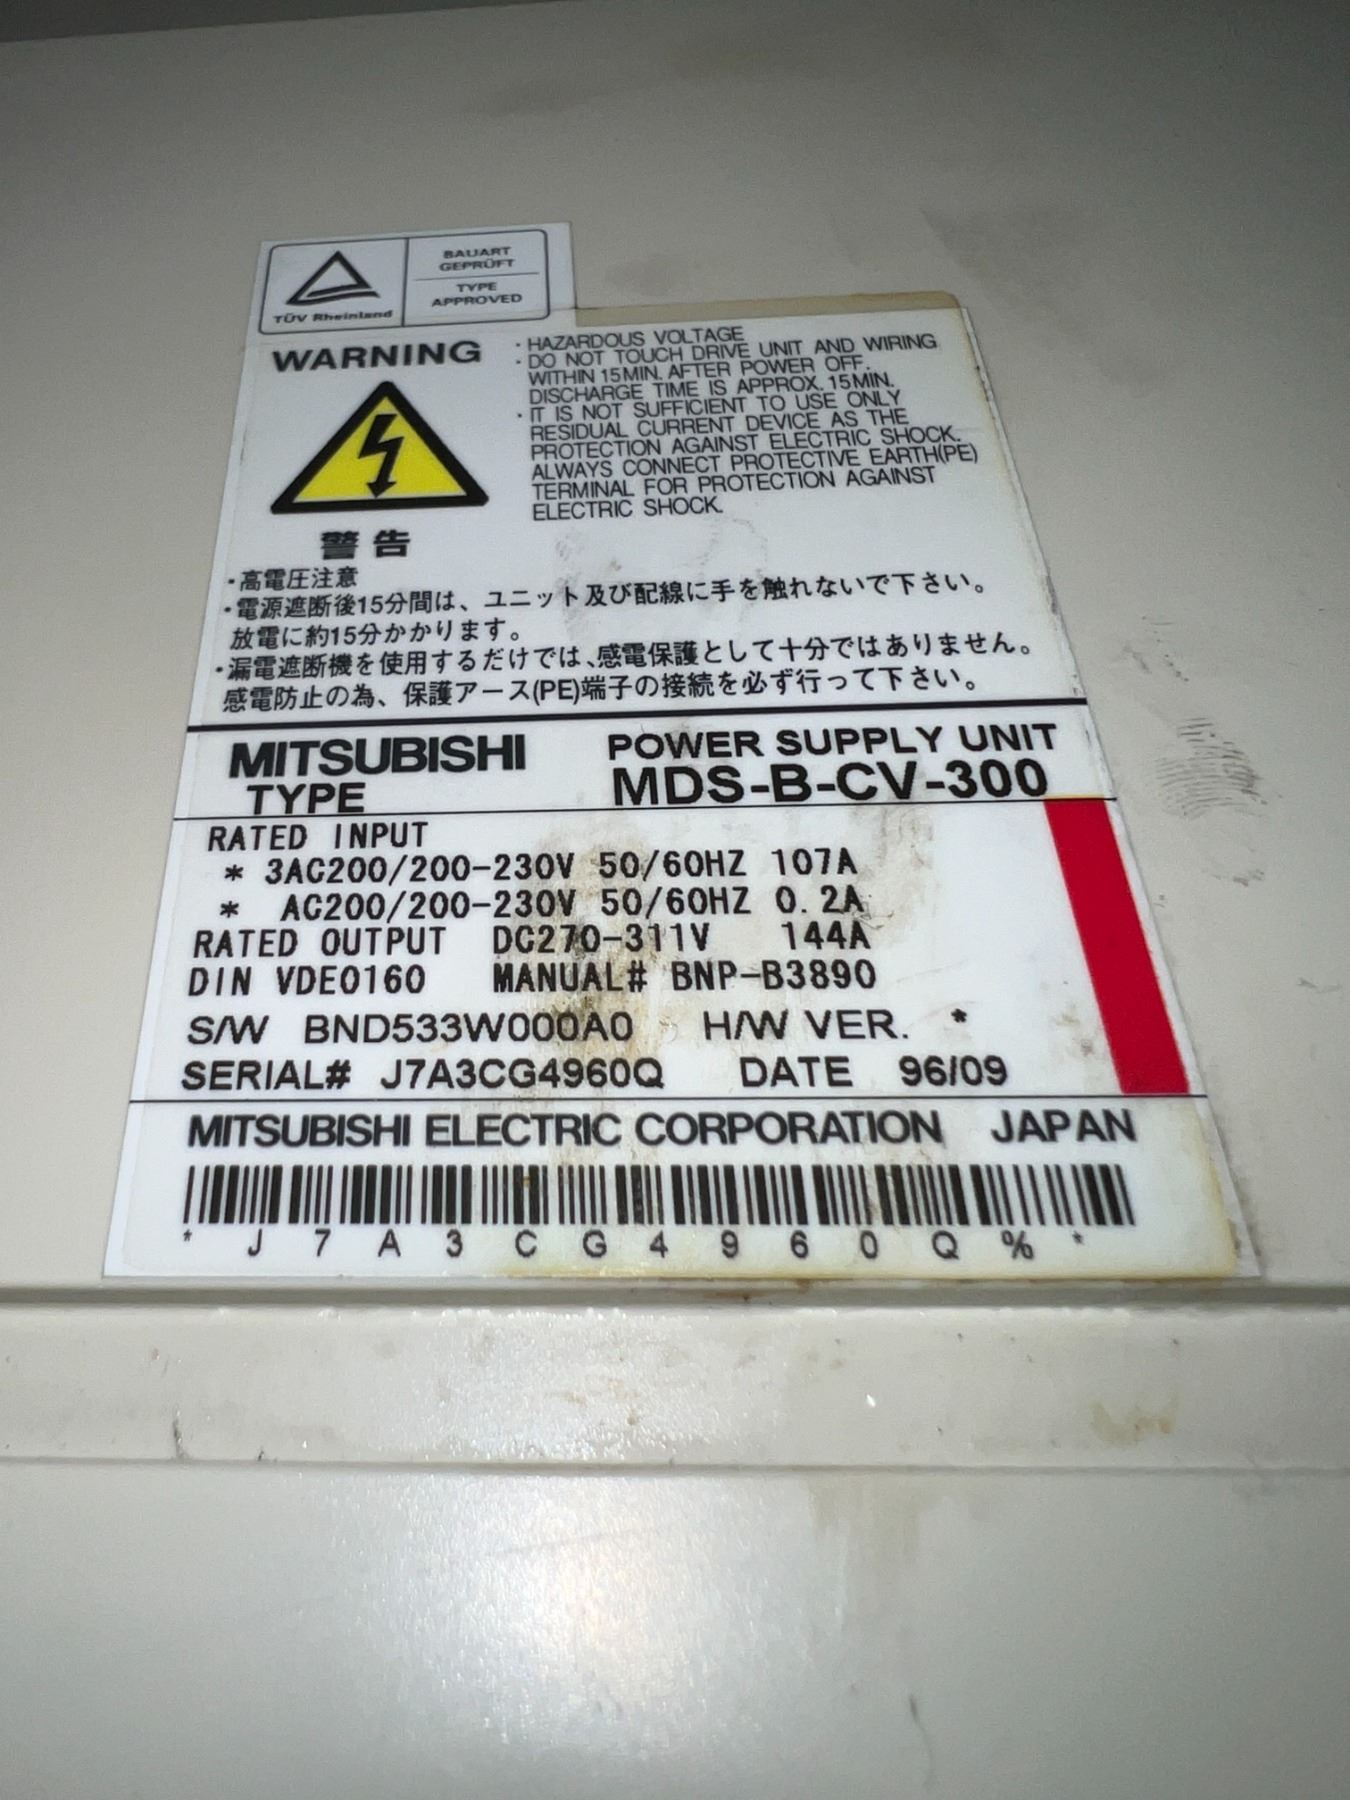 BAUART
GEPRÜFT
TYPE
APPROVED
TÜV Rheinland
WARNING
· HAZARDOUS VOLTAGE
· DO NOT TOUCH DRIVE UNIT AND WIRING
WITHIN 15MIN. AFTER POWER OFF.
DISCHARGE TIME IS APPROX. 15MIN.
· IT IS NOT SUFFICIENT TO USE ONLY
RESIDUAL CURRENT DEVICE AS THE
PROTECTION AGAINST ELECTRIC SHOCK.
ALWAYS CONNECT PROTECTIVE EARTH(PE)
TERMINAL FOR PROTECTION AGAINST
ELECTRIC SHOCK.
警告
・高電圧注意
・電源遮断後15分間は、ユニット及び配線に手を触れないで下さい。
放電に約15分かかります。
・漏電遮断機を使用するだけでは、感電保護として十分ではありません。
感電防止の為、保護アース(PE)端子の接続を必ず行って下さい。
MITSUBISHI POWER SUPPLY UNIT
TYPE MDS-B-CV-300
RATED INPUT
* 3AC200/200-230V 50/60HZ 107A
* AC200/200-230V 50/60HZ 0.2A
RATED OUTPUT DC270-311V 144A
DIN VDE0160 MANUAL# BNP-B3890
S/W BND533W000A0 H/W VER. *
SERIAL# J7A3CG4960Q DATE 96/09
MITSUBISHI ELECTRIC CORPORATION JAPAN
* J 7 A 3 C G 4 9 6 0 Q % *